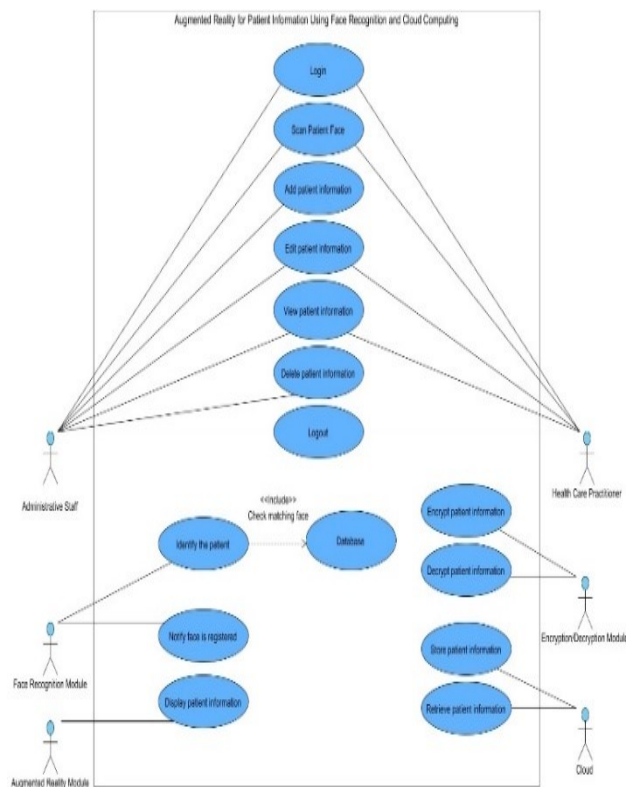 Augmented Reality for Patient Information Using Face Recognition and Cloud Computing
Login
Scan Patient Face
Add patient information
Edit patient information
View patient information
Delete patient information
Logout
Administrative Staff
Health Care Practitioner
<<Include>>
Check matching face
Identify the patient
Database
Encrypt patient information
Decrypt patient information
Encryption/Decryption Module
Notify face is registered
Face Recognition Module
Store patient information
Display patient information
Retrieve patient information
Augmented Reality Module
Cloud